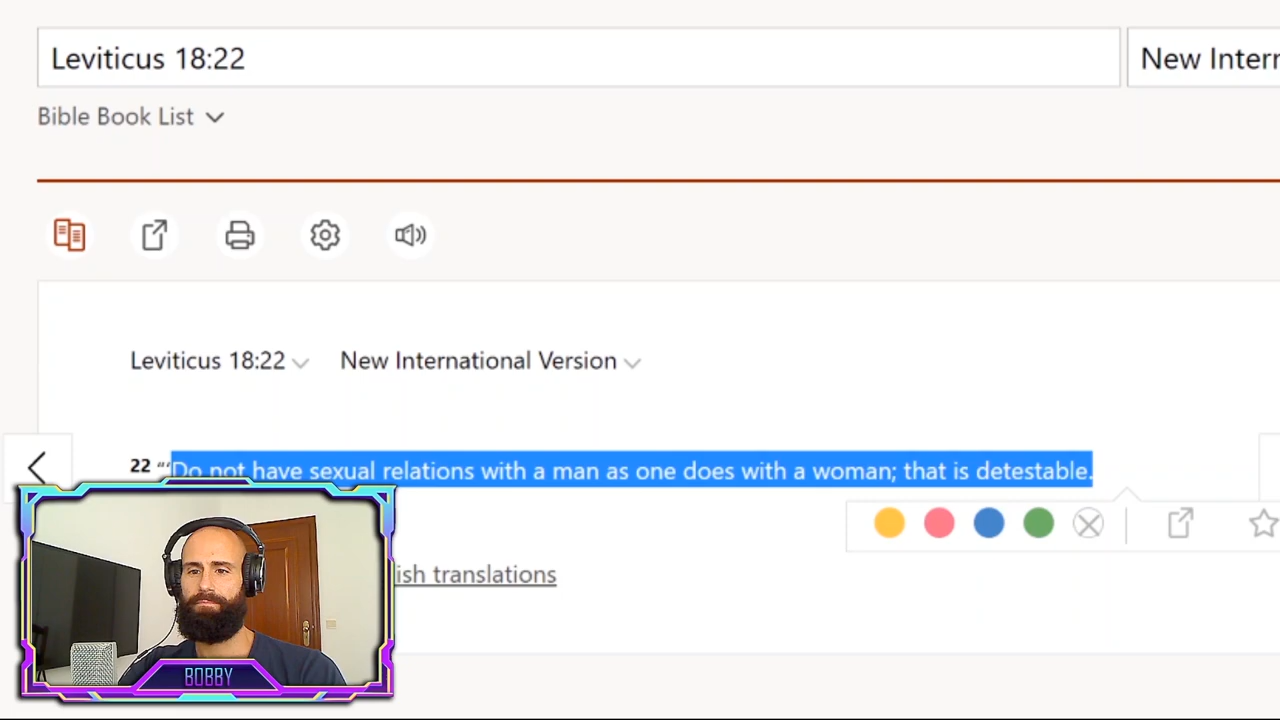 Leviticus 18:22
New Intern
Bible Book List
Leviticus 18:22 New International Version
22 “‘Do not have sexual relations with a man as one does with a woman; that is detestable.
ish translations
BOBBY